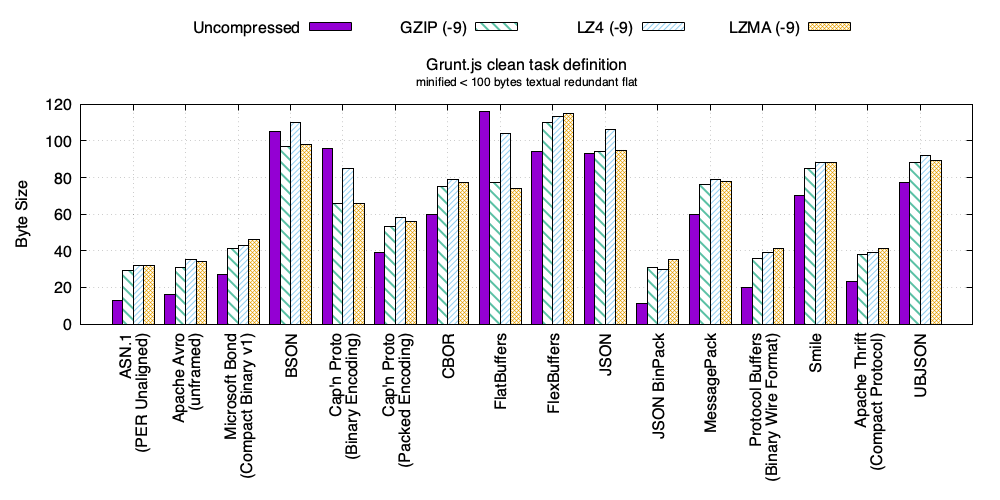 Uncompressed GZIP (-9) LZ4 (-9) LZMA (-9)
Grunt.js clean task definition
minified < 100 bytes textual redundant flat
Byte Size
120
100
80
60
40
20
0
ASN.1
(PER Unaligned)
Apache Avro
(unframed)
Microsoft Bond
(Compact Binary v1)
BSON
Cap'n Proto
(Binary Encoding)
Cap'n Proto
(Packed Encoding)
CBOR
FlatBuffers
FlexBuffers
JSON
JSON BinPack
MessagePack
Protocol Buffers
(Binary Wire Format)
Smile
Apache Thrift
(Compact Protocol)
UBJSON